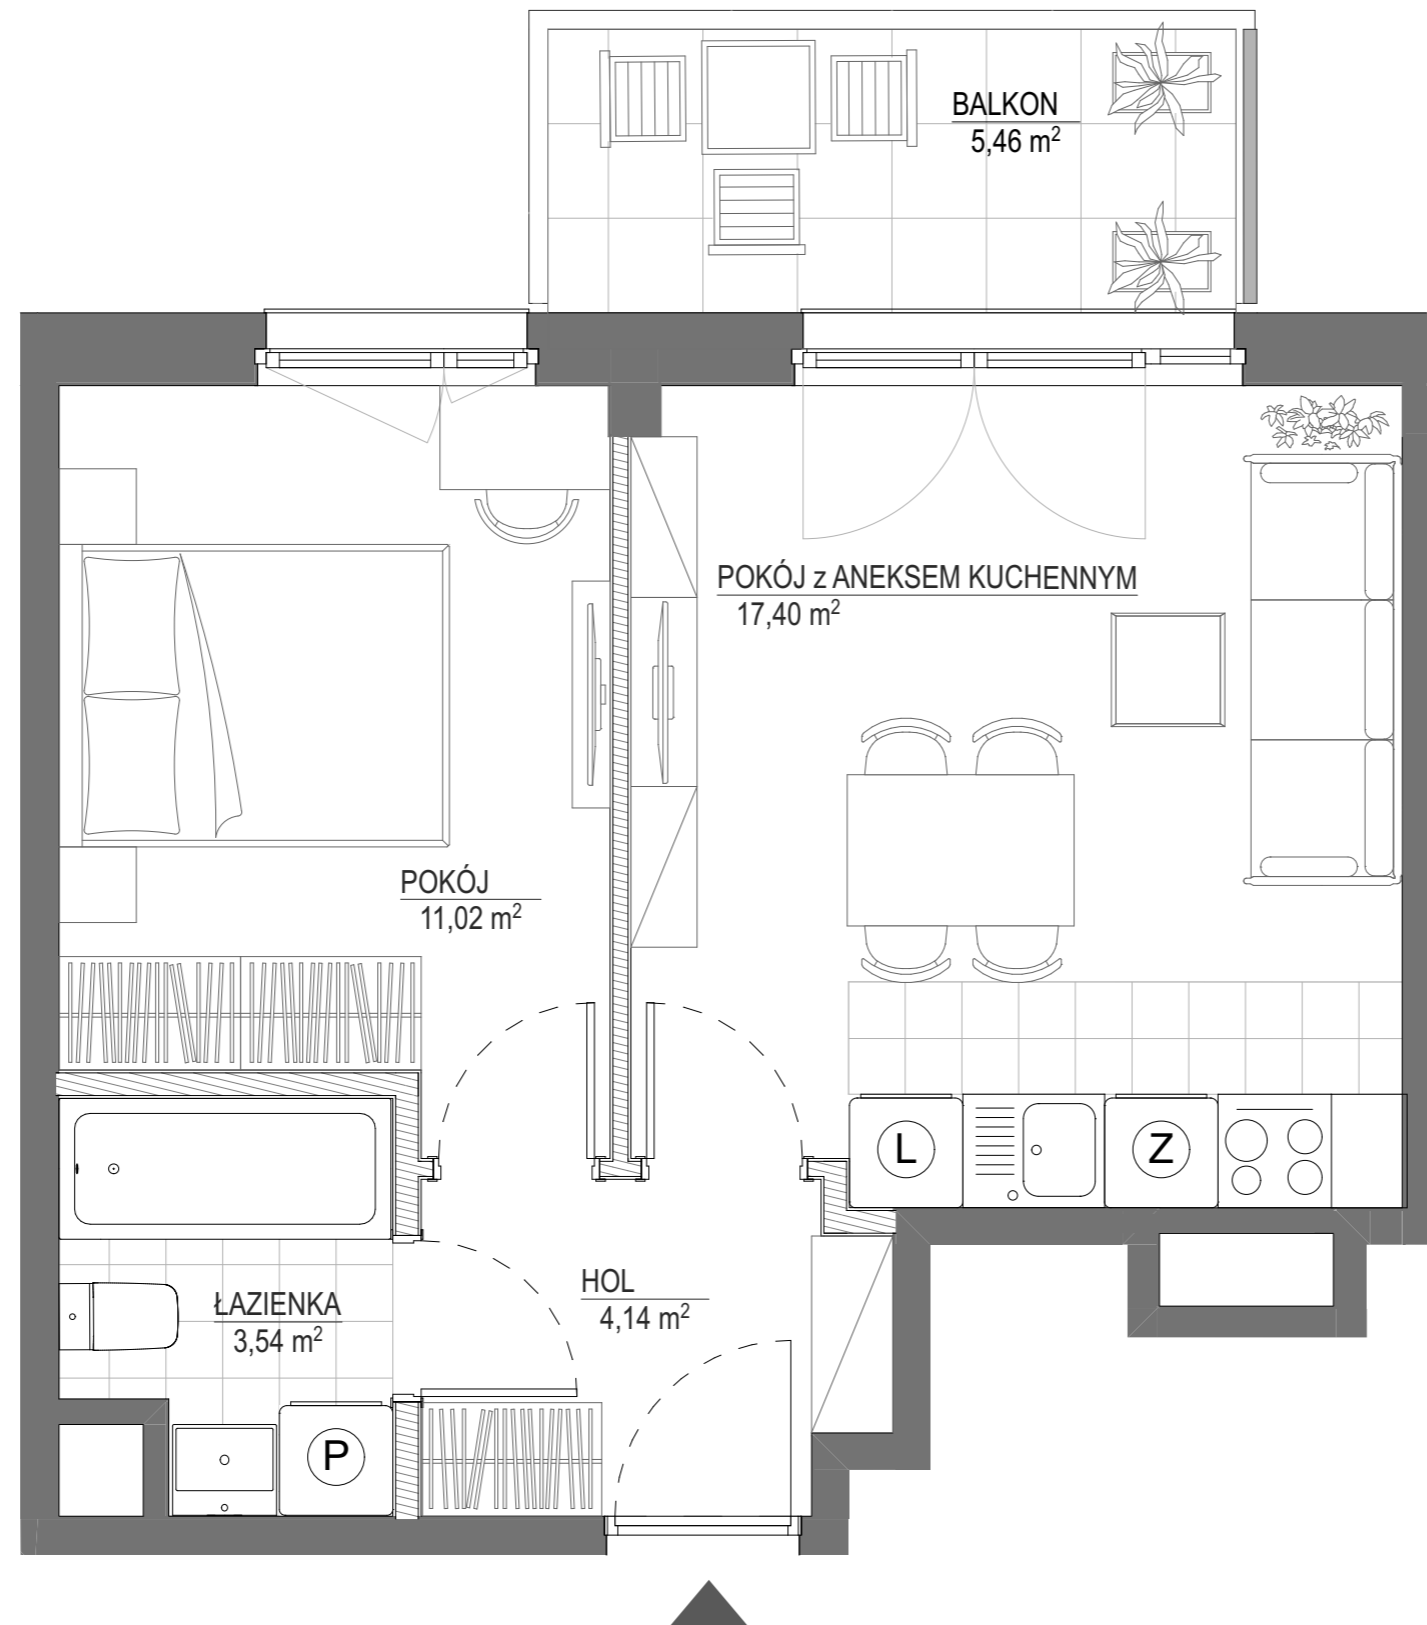 BALKON
5,46 m²
POKÓJ z ANEKSEM KUCHENNYM
17,40 m²
POKÓJ
11,02 m²
L
Z
HOL
4,14 m²
ŁAZIENKA
3,54 m²
P